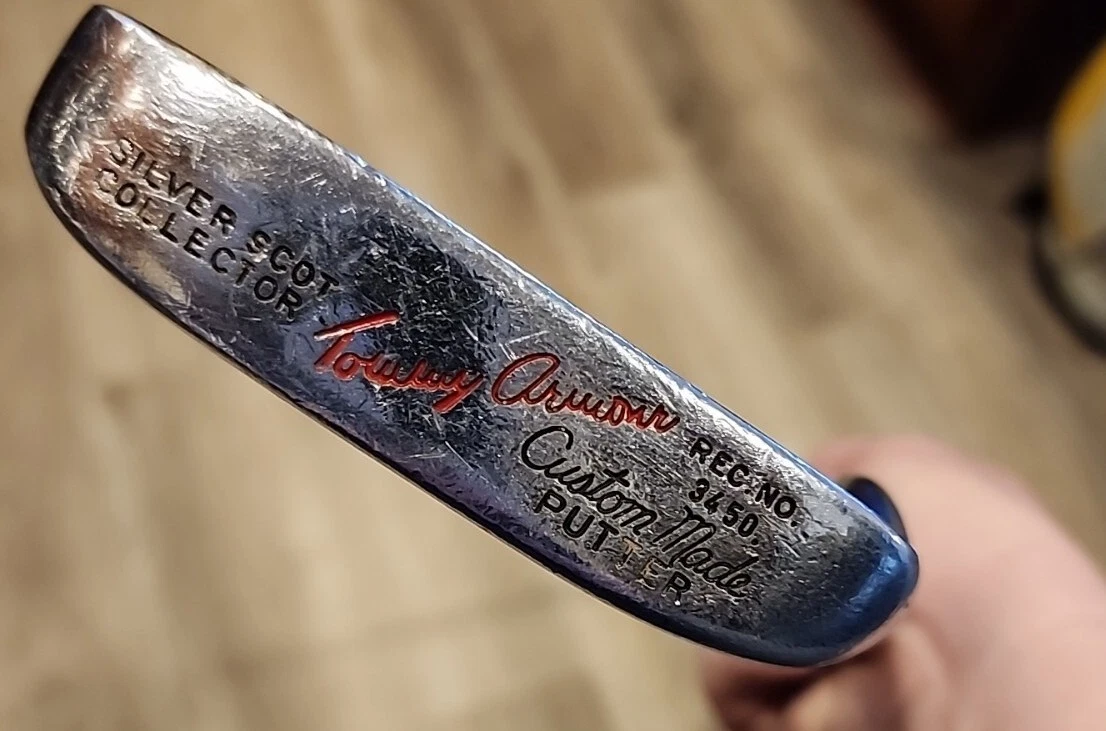 SILVER SCOT
COLLECTOR
Tommy Armour
REC. NO.
3450
Custom Made
PUTTER